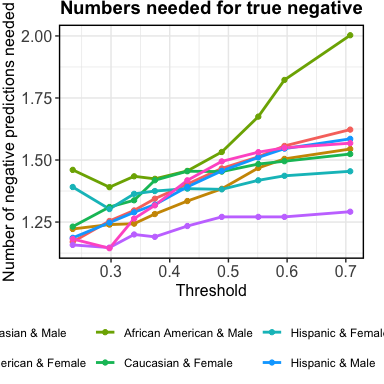 Numbers needed for true negative
Number of negative predictions needed
2.00
1.75
1.50
1.25
0.3 0.4 0.5 0.6 0.7
Threshold
asian & Male African American & Male Hispanic & Female
erican & Female Caucasian & Female Hispanic & Male